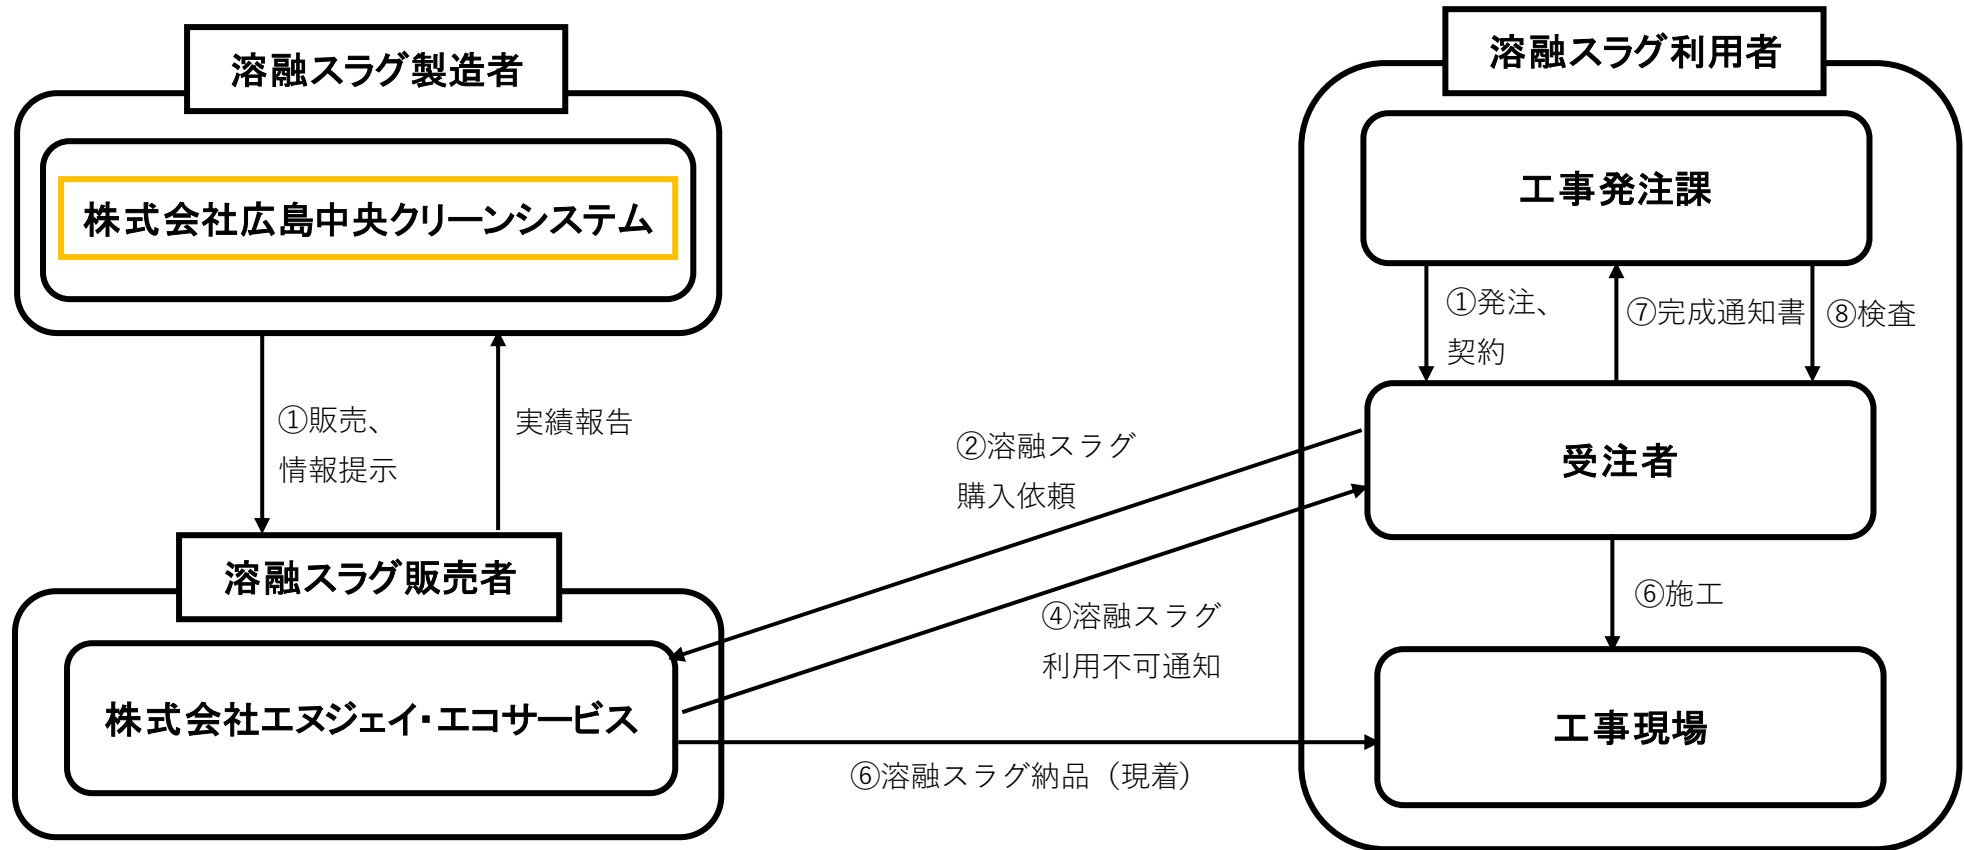 溶融スラグ製造者
株式会社広島中央クリーンシステム
①販売、
情報提示
実績報告
溶融スラグ販売者
株式会社エヌジェイ・エコサービス
②溶融スラグ
購入依頼
④溶融スラグ
利用不可通知
⑥溶融スラグ納品（現着）
溶融スラグ利用者
工事発注課
①発注、
契約
⑦完成通知書
⑧検査
受注者
⑥施工
工事現場